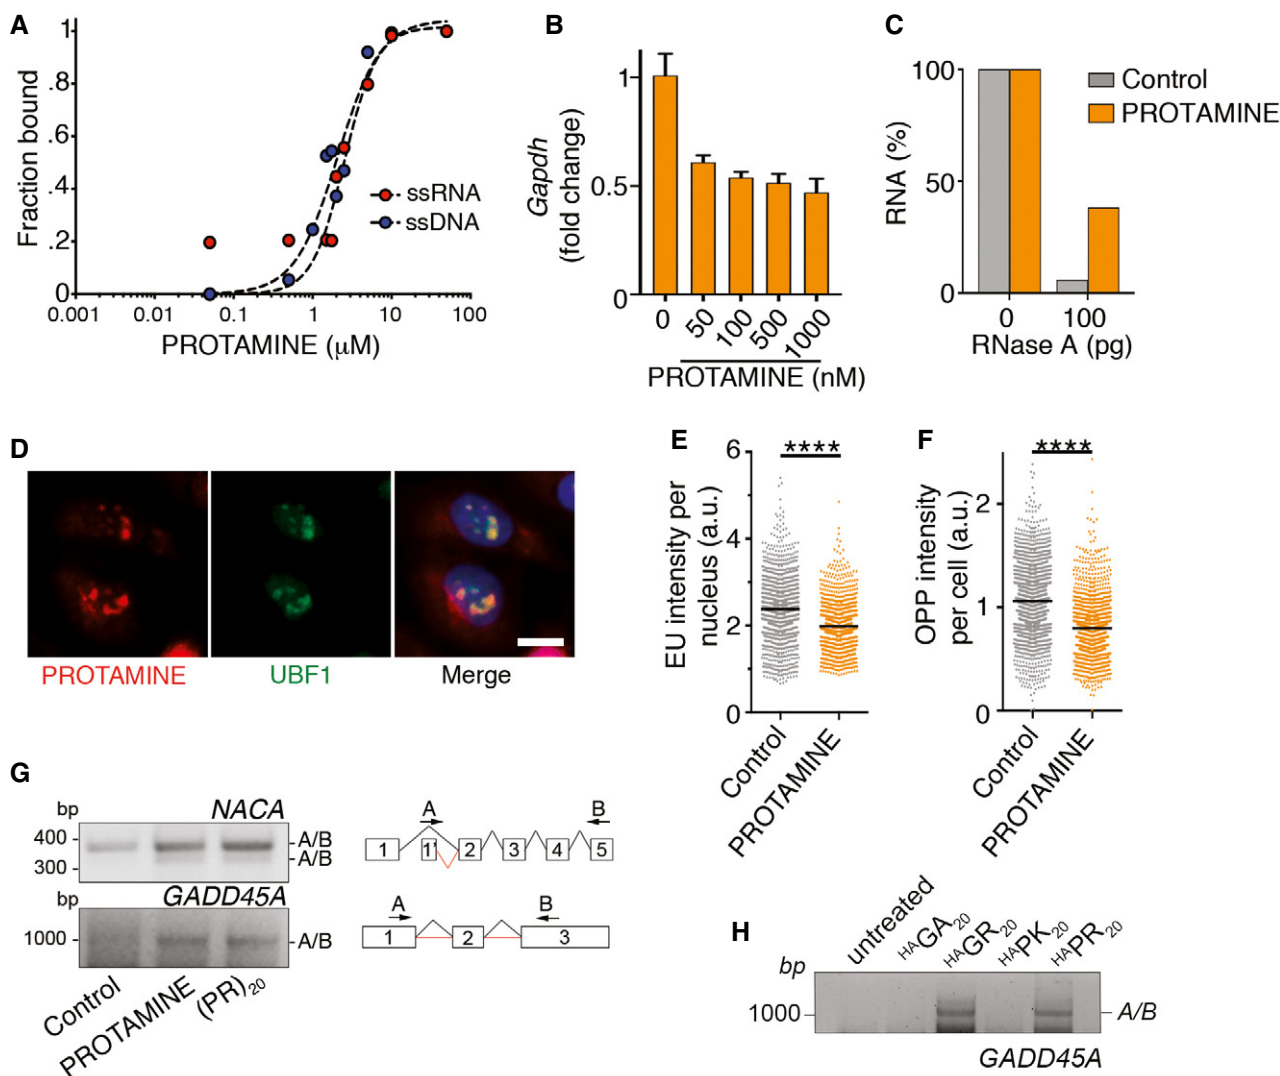 A
Fraction bound
1
.8
.6
.4
.2
0
0.001 0.01 0.1 1 10 100
PROTAMINE (μM)
ssRNA
ssDNA
B
Gapdh
(fold change)
1
0.5
0
0 50 100 500 1000
PROTAMINE (nM)
C
RNA (%)
100
50
0
0 100
RNase A (pg)
Control
PROTAMINE
D
PROTAMINE UBF1 Merge
E
EU intensity per
nucleus (a.u.)
6
4
2
0
****
Control
PROTAMINE
F
OPP intensity
per cell (a.u.)
2
1
0
****
Control
PROTAMINE
G
bp NACA
400 A/B
A/B
300
bp GADD45A
1000 A/B
Control
PROTAMINE
(PR)20
A B
1 1' 2 3 4 5
A B
1 2 3
H
untreated
HAGA20
HAGR20
HAPK20
HAPR20
bp
1000 A/B
GADD45A